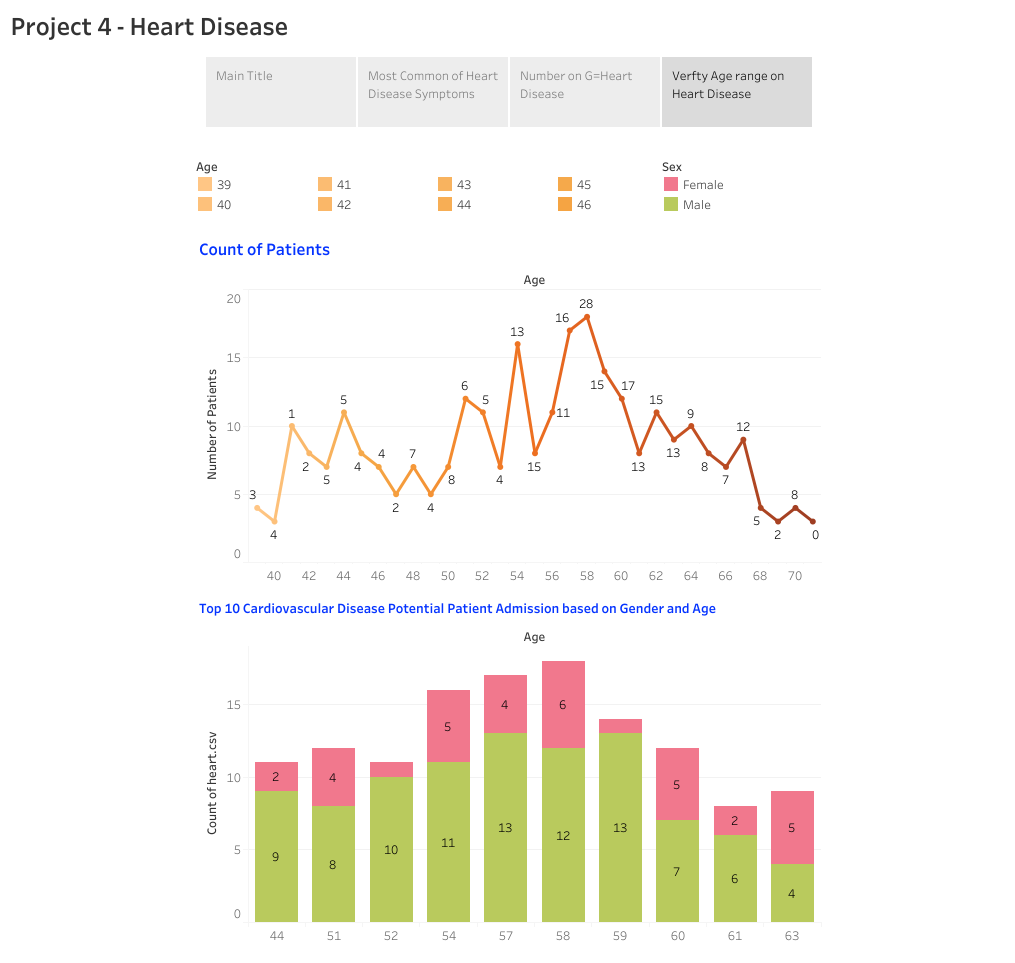 Project 4 - Heart Disease
Main Title
Most Common of Heart
Disease Symptoms
Number on G=Heart
Disease
Verfty Age range on
Heart Disease
Age
39 41 43 45
40 42 44 46
Sex
Female
Male
Count of Patients
Age
Number of Patients
20
15
10
5
0
3 4 1 2 5 5 4 4 2 7 4 8 6 5 4 13 15 11 16 28 15 17 13 15 13 9 8 7 12 5 2 8 0
40 42 44 46 48 50 52 54 56 58 60 62 64 66 68 70
Top 10 Cardiovascular Disease Potential Patient Admission based on Gender and Age
Age
Count of heart.csv
15
10
5
0
2 4 5 4 6 5 2 5
9 8 10 11 13 12 13 7 6 4
44 51 52 54 57 58 59 60 61 63